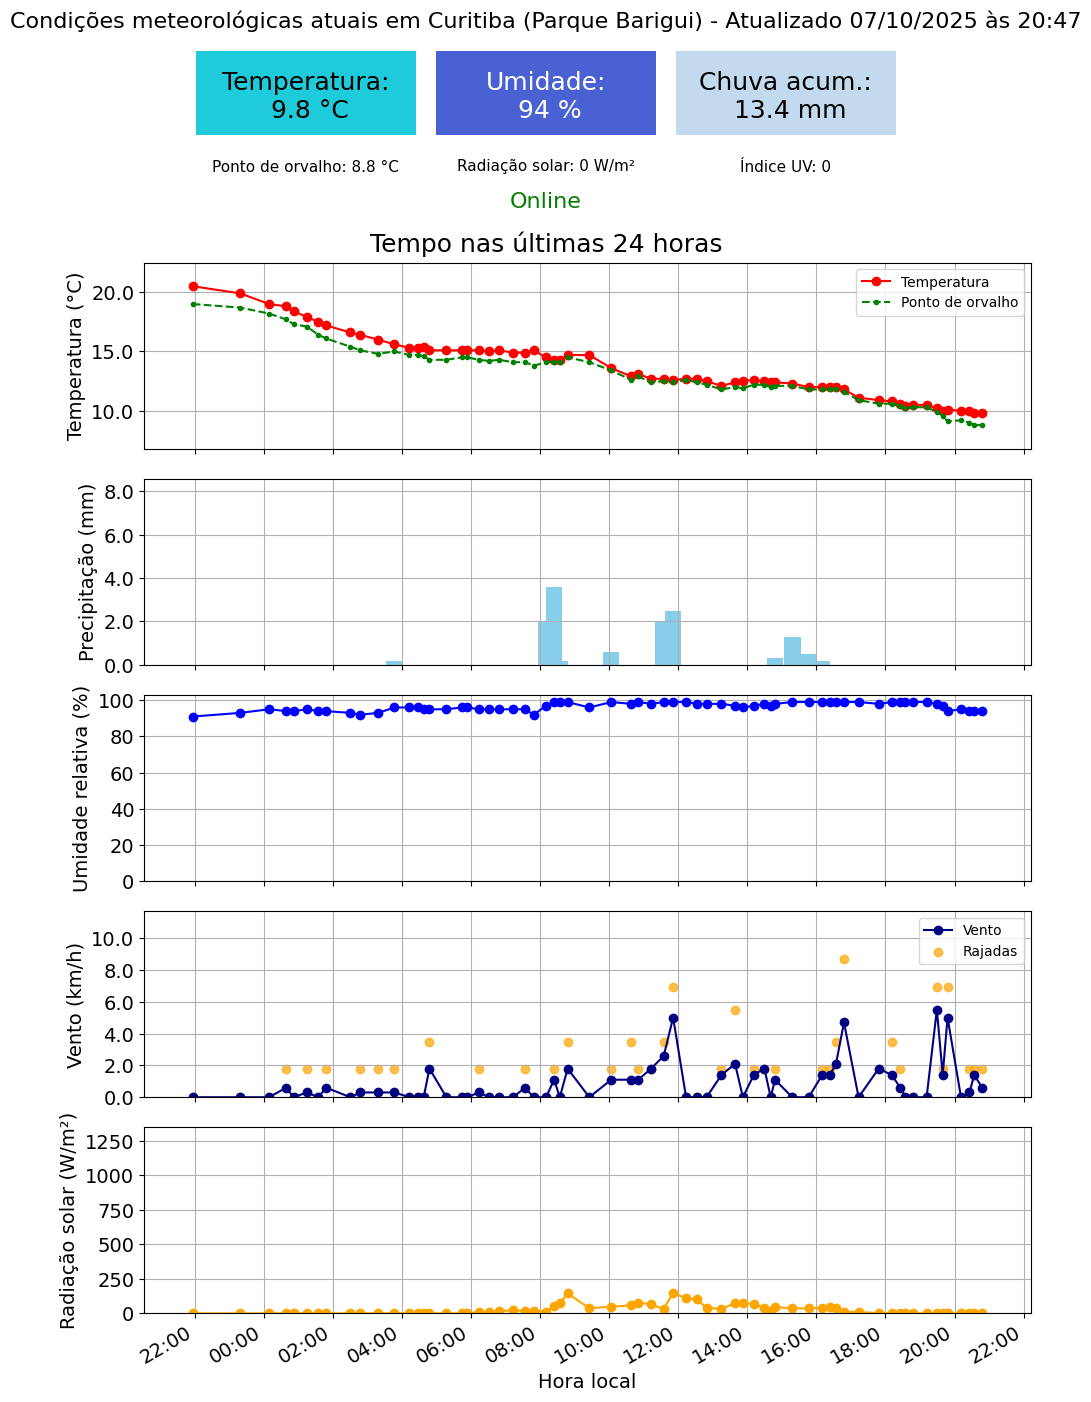 Condições meteorológicas atuais em Curitiba (Parque Barigui) - Atualizado 07/10/2025 às 20:47
Temperatura:
9.8 °C
Umidade:
94 %
Chuva acum.:
13.4 mm
Ponto de orvalho: 8.8 °C
Radiação solar: 0 W/m²
Índice UV: 0
Online
Tempo nas últimas 24 horas
Temperatura (°C)
20.0
15.0
10.0
Temperatura
Ponto de orvalho
Precipitação (mm)
8.0
6.0
4.0
2.0
0.0
Umidade relativa (%)
100
80
60
40
20
0
Vento (km/h)
10.0
8.0
6.0
4.0
2.0
0.0
Vento
Rajadas
Radiação solar (W/m²)
1250
1000
750
500
250
0
22:00
00:00
02:00
04:00
06:00
08:00
10:00
12:00
14:00
16:00
18:00
20:00
22:00
Hora local